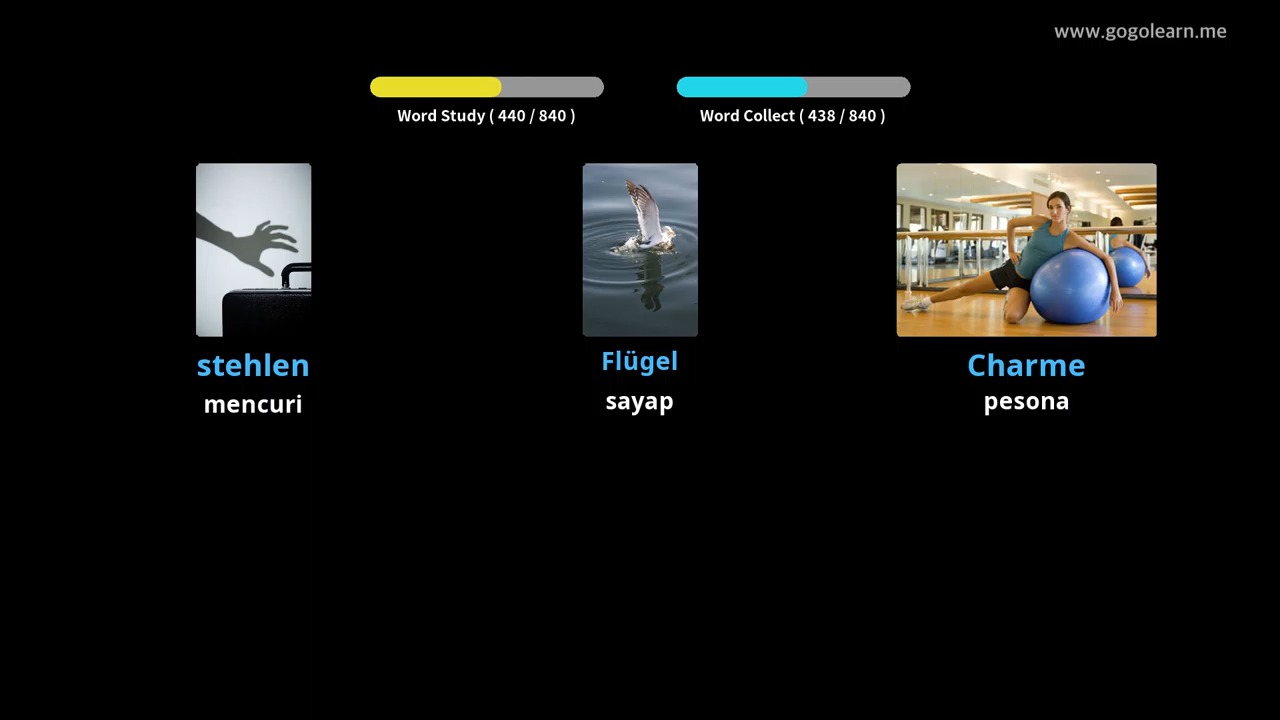 www.gogolearn.me
Word Study ( 440 / 840 )
Word Collect ( 438 / 840 )
stehlen
mencuri
Flügel
sayap
Charme
pesona